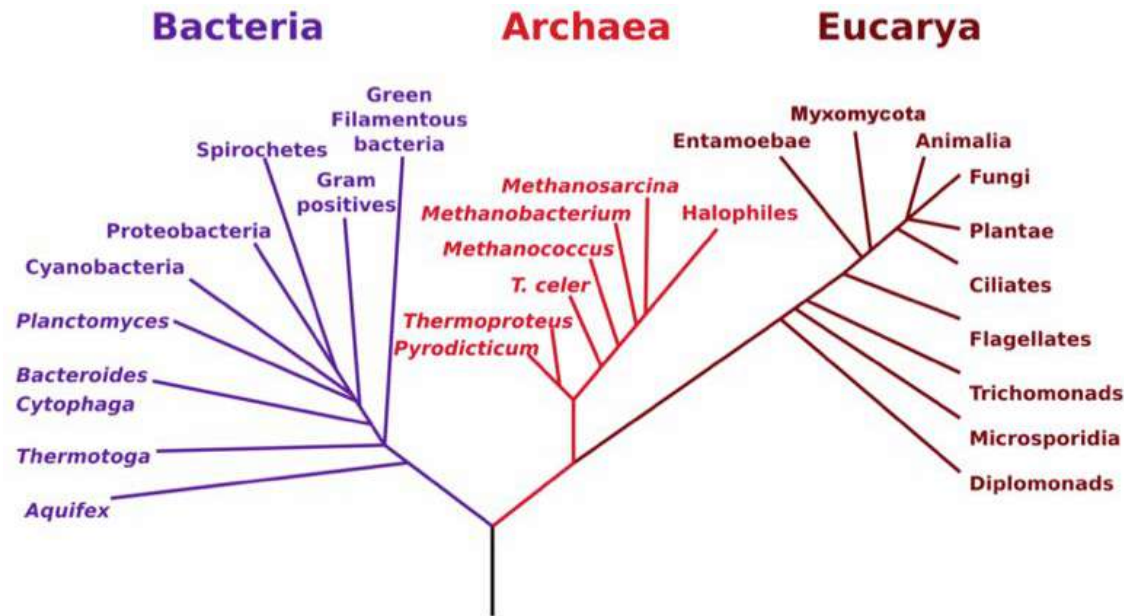 Bacteria
Archaea
Eucarya
Green
Filamentous
bacteria
Spirochetes
Gram
positives
Proteobacteria
Cyanobacteria
Planctomyces
Bacteroides
Cytophaga
Thermotoga
Aquifex
Methanosarcina
Methanobacterium
Halophiles
Methanococcus
T. celer
Thermoproteus
Pyrodicticum
Entamoebae
Myxomycota
Animalia
Fungi
Plantae
Ciliates
Flagellates
Trichomonads
Microsporidia
Diplomonads